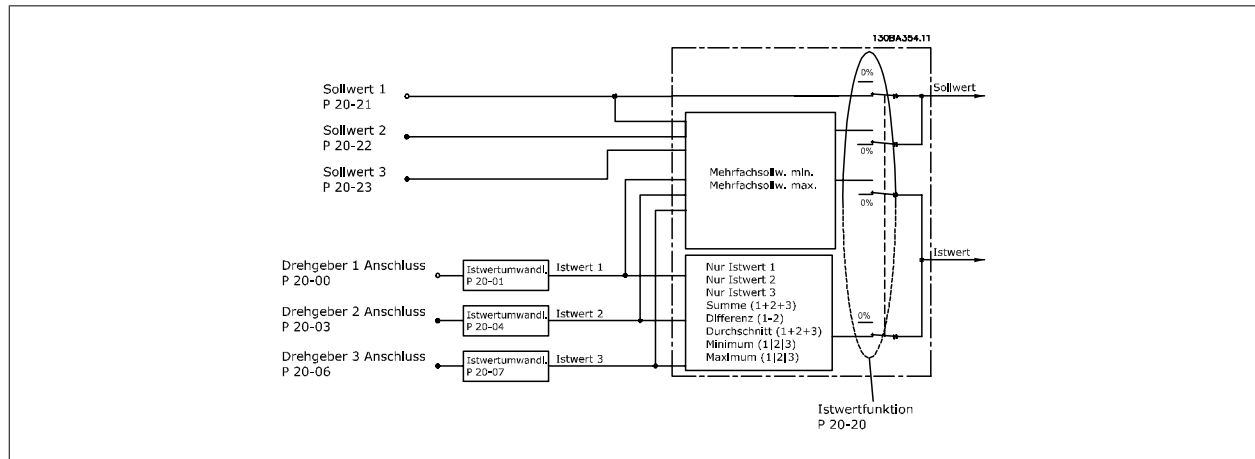 130BA354.11
Sollwert 1
P 20-21
Sollwert 2
P 20-22
Sollwert 3
P 20-23
0%
Sollwert
0%
Mehrfachsollw. min.
Mehrfachsollw. max.
0%
Istwert
Drehgeber 1 Anschluss
P 20-00
Istwertumwandl.
P 20-01
Istwert 1
Drehgeber 2 Anschluss
P 20-03
Istwertumwandl.
P 20-04
Istwert 2
Drehgeber 3 Anschluss
P 20-06
Istwertumwandl.
P 20-07
Istwert 3
Nur Istwert 1
Nur Istwert 2
Nur Istwert 3
Summe (1+2+3)
Differenz (1-2)
Durchschnitt (1+2+3)
Minimum (1|2|3)
Maximum (1|2|3)
0%
Istwertfunktion
P 20-20